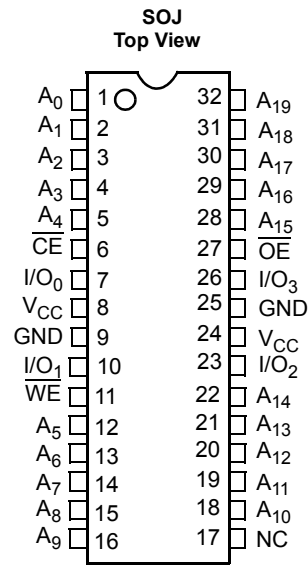 SOJ
Top View
A0 1 32 A19
A1 2 31 A18
A2 3 30 A17
A3 4 29 A16
A4 5 28 A15
CE 6 27 OE
I/O0 7 26 I/O3
VCC 8 25 GND
GND 9 24 VCC
I/O1 10 23 I/O2
WE 11 22 A14
A5 12 21 A13
A6 13 20 A12
A7 14 19 A11
A8 15 18 A10
A9 16 17 NC